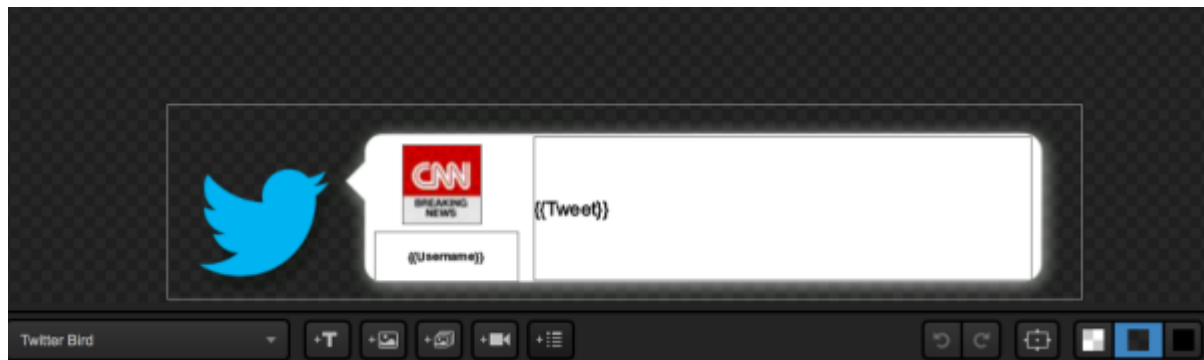 CNN
BREAKING
NEWS
{{Tweet}}
{{Username}}
Twitter Bird
+T
+
+
+
+